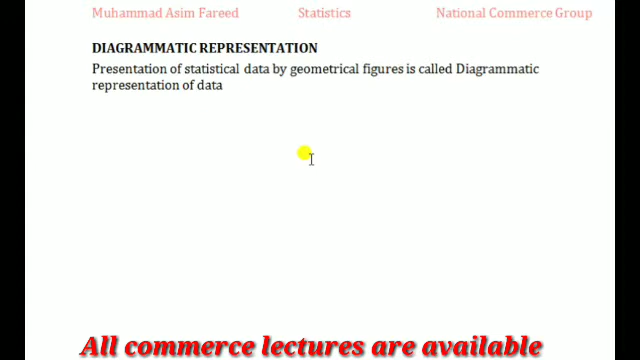 Muhammad Asim Fareed Statistics National Commerce Group
DIAGRAMMATIC REPRESENTATION
Presentation of statistical data by geometrical figures is called Diagrammatic
representation of data
All commerce lectures are available